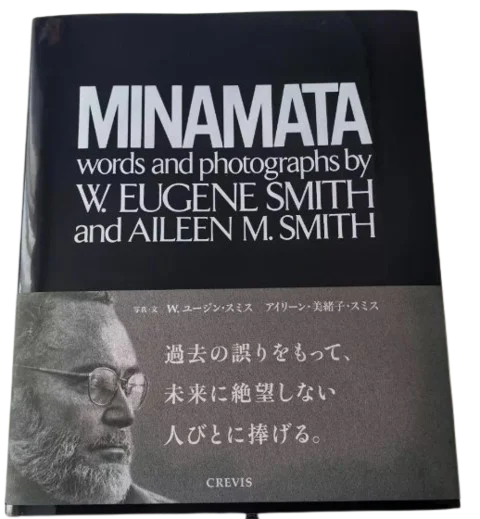 MINAMATA
words and photographs by
W. EUGENE SMITH
and AILEEN M. SMITH
写真・文 W. ユージン・スミス アイリーン・美緒子・スミス
過去の誤りをもって、
未来に絶望しない
人びとに捧げる。
CREVIS